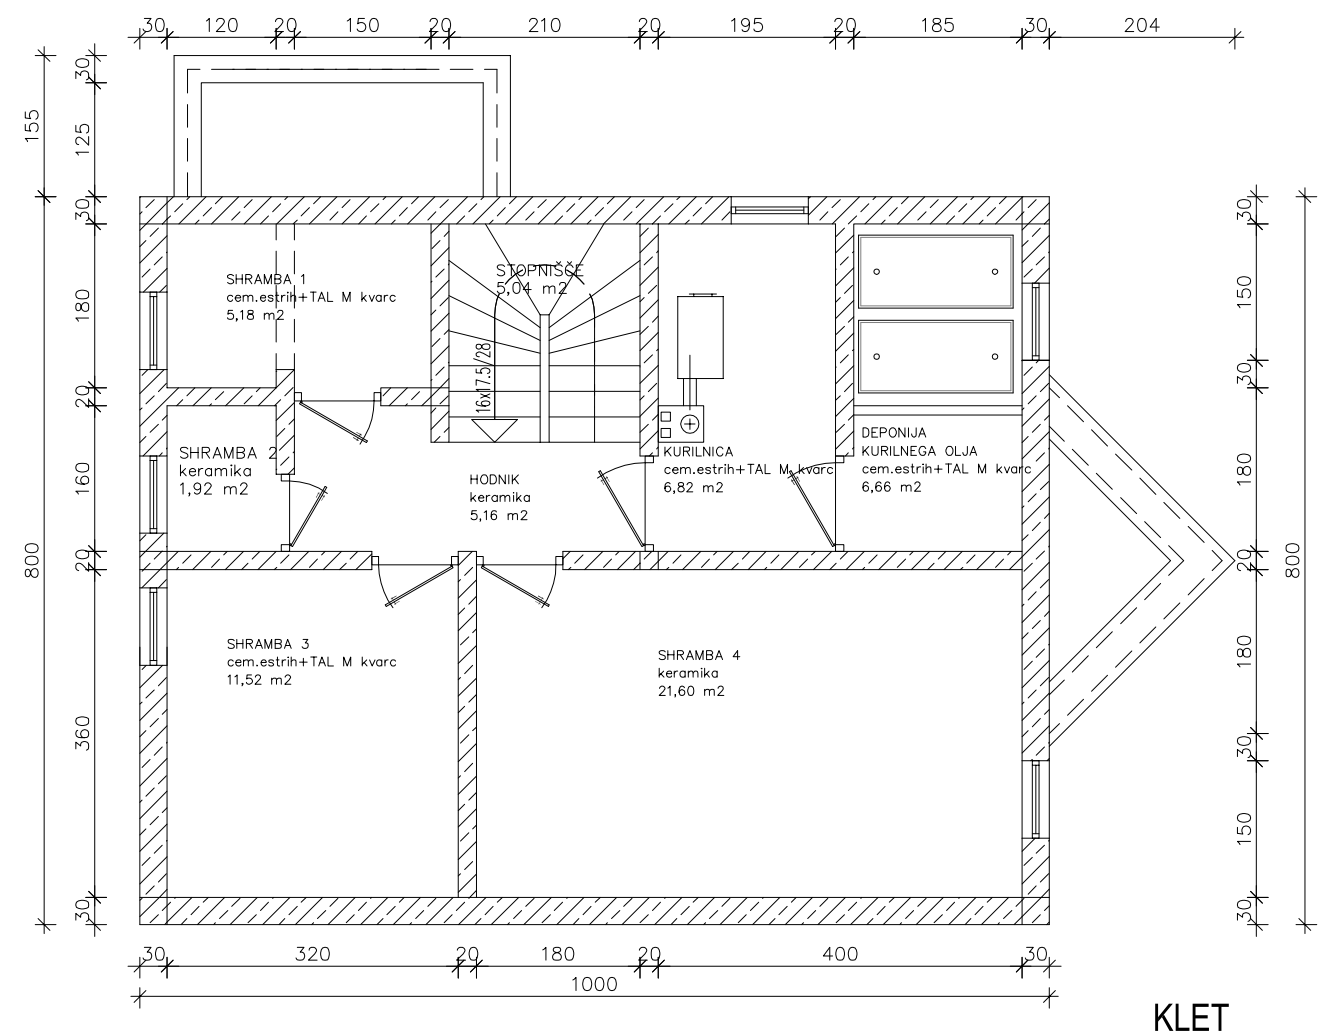 30 120 20 150 20 210 20 195 20 185 30 204
30
155
125
30
180
20
160
20
360
30
800
30
150
30
180
20
180
30
150
30
800
SHRAMBA 1
cem.estrih+TAL M kvarc
5,18 m2
STOPNIŠČE
5,04 m2
16x17.5/28
SHRAMBA 2
keramika
1,92 m2
HODNIK
keramika
5,16 m2
KURILNICA
cem.estrih+TAL M kvarc
6,82 m2
DEPONIJA
KURILNEGA OLJA
cem.estrih+TAL M kvarc
6,66 m2
SHRAMBA 3
cem.estrih+TAL M kvarc
11,52 m2
SHRAMBA 4
keramika
21,60 m2
30 320 20 180 20 400 30
1000
KLET